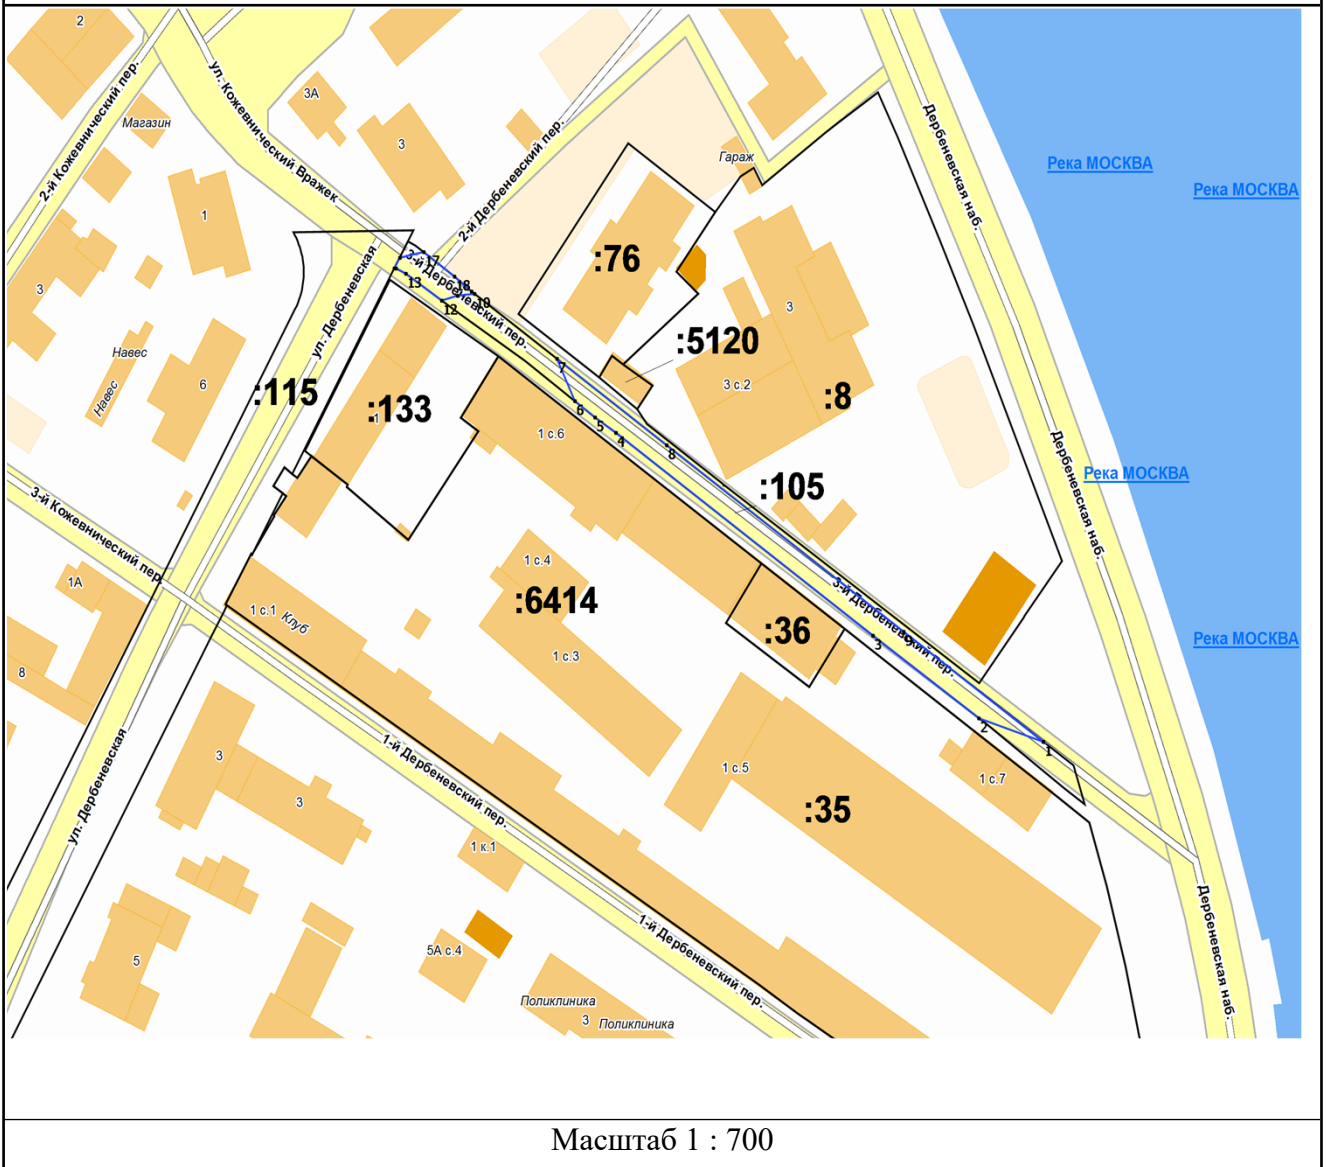 2
2-й Кожевнический пер.
Магазин
ул. Кожевнический Вражек
3А
3
2-й Дербеневский пер.
Гараж
Дербеневская наб.
Река МОСКВА
Река МОСКВА
1
3
ул. Дербеневская
3-й Дербеневский пер.
17
18
13
12
10
:76
3
:5120
3 с.2
:8
Навес
Навес
6
:115
:133
1
7
6
5
4
8
1 с.6
:105
Дербеневская наб.
Река МОСКВА
3-й Кожевнический пер.
1А
1 с.1
Клуб
1 с.4
:6414
1 с.3
:36
3
3-й Дербеневский пер.
9
Река МОСКВА
8
2
1
1 с.7
1 с.5
:35
ул. Дербеневская
3
3
1-й Дербеневский пер.
1 к.1
5
5А с.4
1-й Дербеневский пер.
Поликлиника
3
Поликлиника
Дербеневская наб.
Масштаб 1 : 700